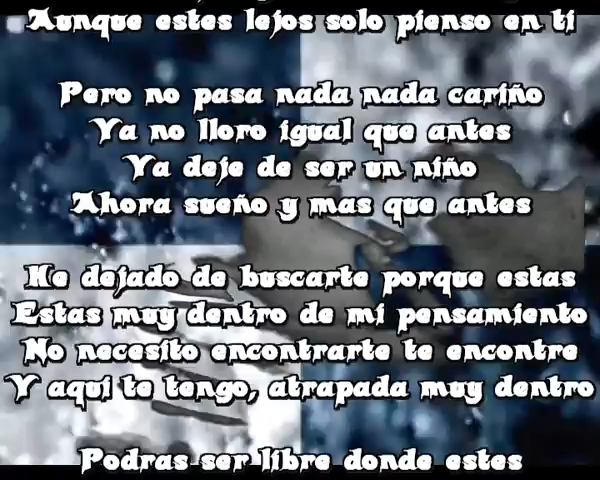 Aunque estes lejos solo pienso en ti
Pero no pasa nada nada cariño
Ya no lloro igual que antes
Ya deje de ser un niño
Ahora sueño y mas que antes
He dejado de buscarte porque estas
Estas muy dentro de mi pensamiento
No necesito encontrarte te encontre
Y aqui te tengo, atrapada muy dentro
Podras ser libre donde estes